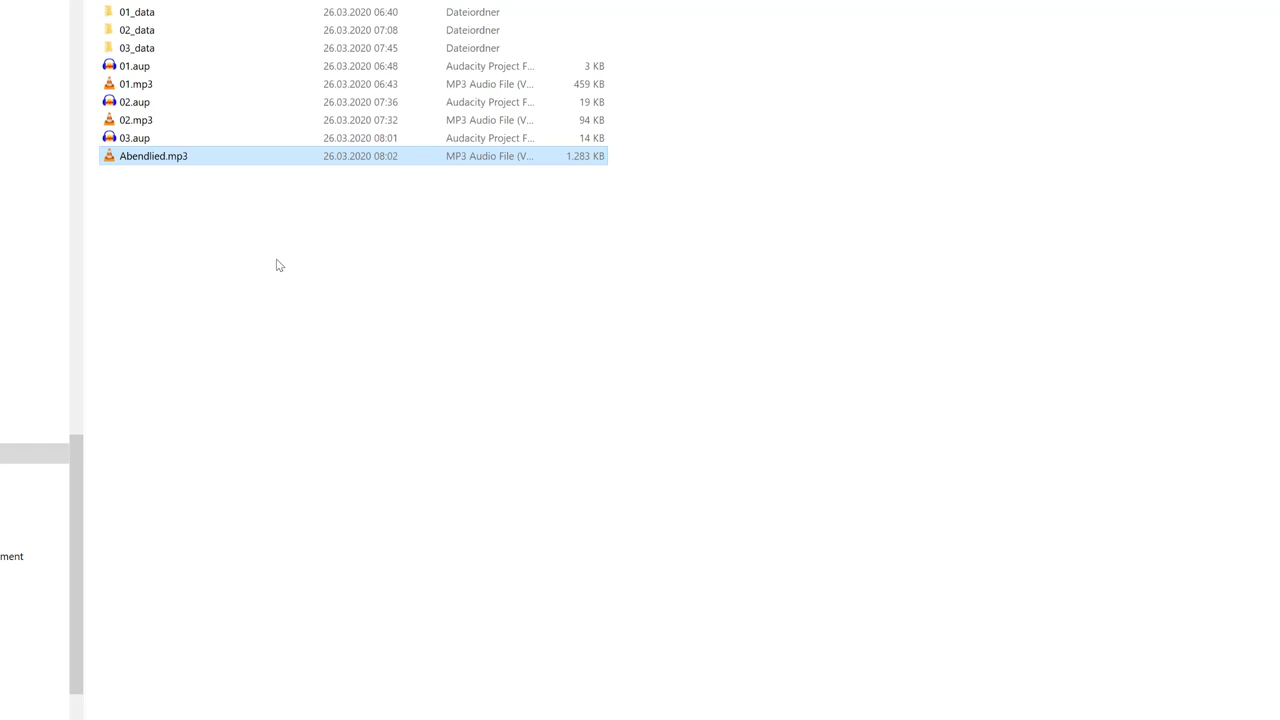 01_data 26.03.2020 06:40 Dateiordner
02_data 26.03.2020 07:08 Dateiordner
03_data 26.03.2020 07:45 Dateiordner
01.aup 26.03.2020 06:48 Audacity Project F... 3 KB
01.mp3 26.03.2020 06:43 MP3 Audio File (V... 459 KB
02.aup 26.03.2020 07:36 Audacity Project F... 19 KB
02.mp3 26.03.2020 07:32 MP3 Audio File (V... 94 KB
03.aup 26.03.2020 08:01 Audacity Project F... 14 KB
Abendlied.mp3 26.03.2020 08:02 MP3 Audio File (V... 1.283 KB
ment